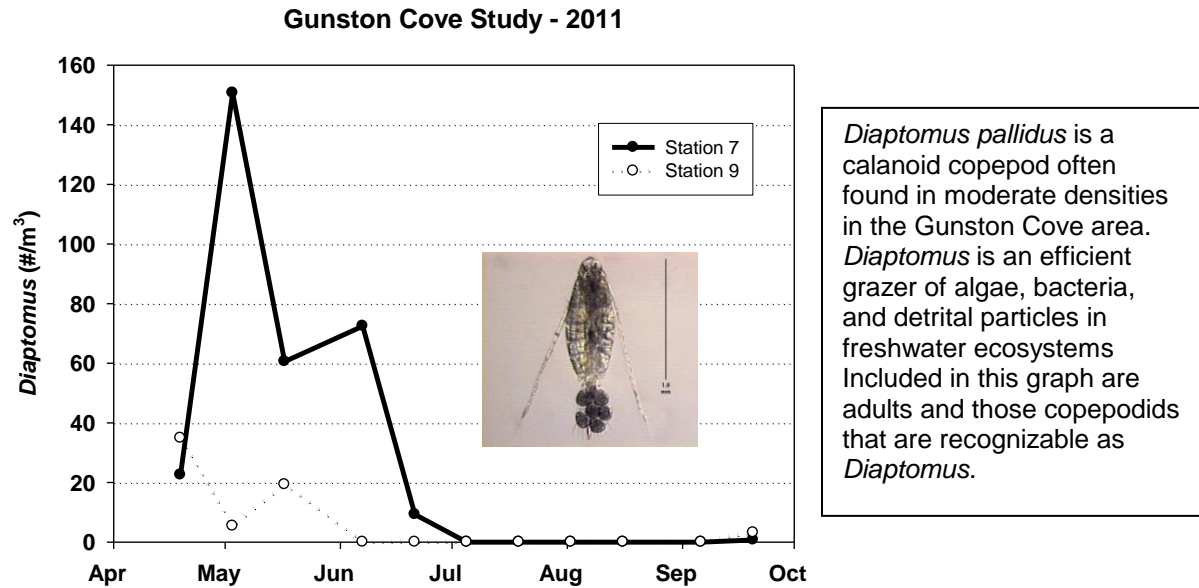 Gunston Cove Study - 2011
160
140
120
100
80
60
40
20
0
Diaptomus (#/m³)
Station 7
Station 9
1.8
mm
Apr May Jun Jul Aug Sep Oct
Diaptomus pallidus is a
calanoid copepod often
found in moderate densities
in the Gunston Cove area.
Diaptomus is an efficient
grazer of algae, bacteria,
and detrital particles in
freshwater ecosystems
Included in this graph are
adults and those copepodids
that are recognizable as
Diaptomus.